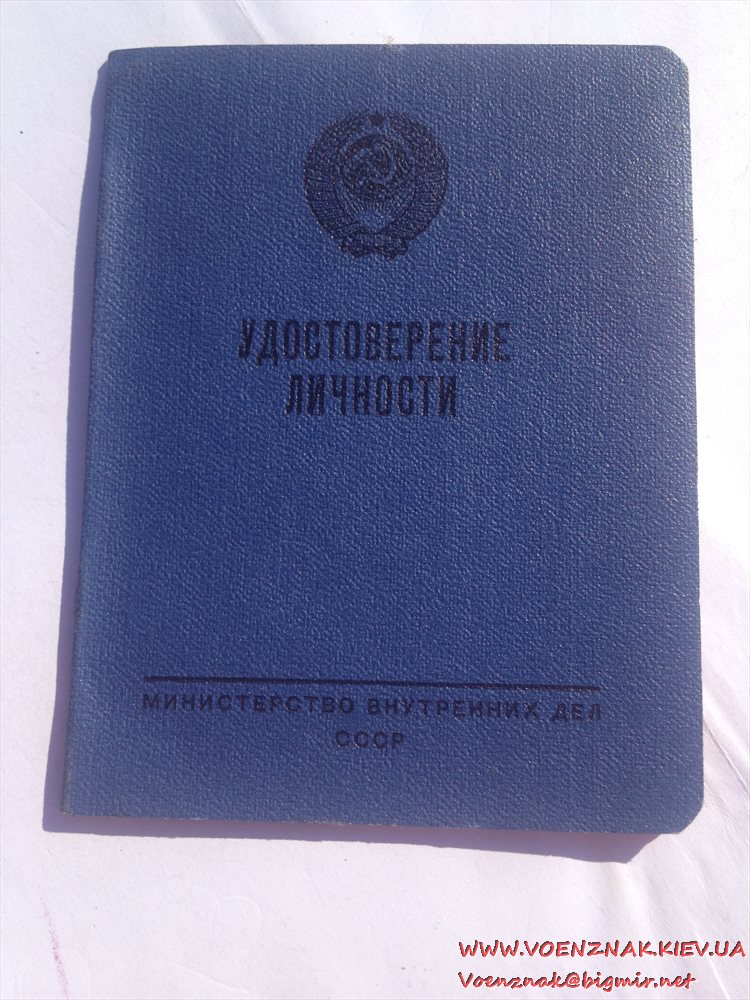 УДОСТОВЕРЕНИЕ
ЛИЧНОСТИ
МИНИСТЕРСТВО ВНУТРЕННИХ ДЕЛ
СССР
WWW.VOENZNAK.KIEV.UA
Voenznak@bigmir.net